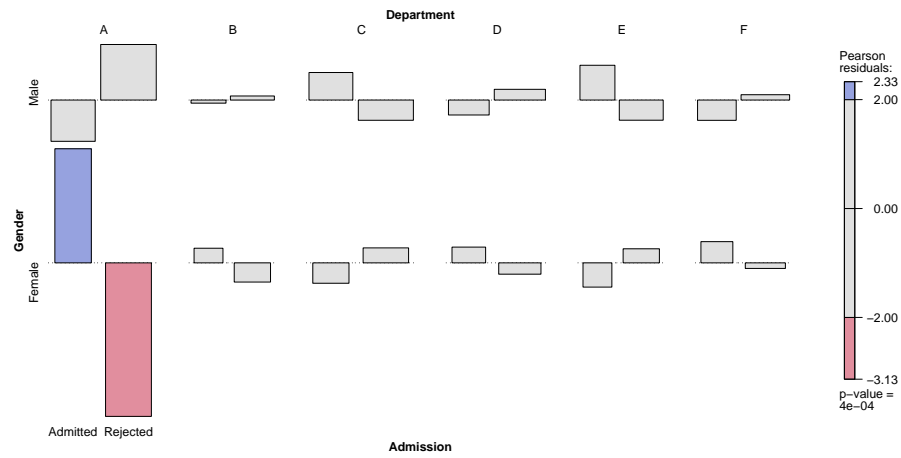 Department
A B C D E F
Male
Female
Gender
Admitted Rejected
Admission
Pearson
residuals:
2.33
2.00
0.00
−2.00
−3.13
p−value =
4e−04